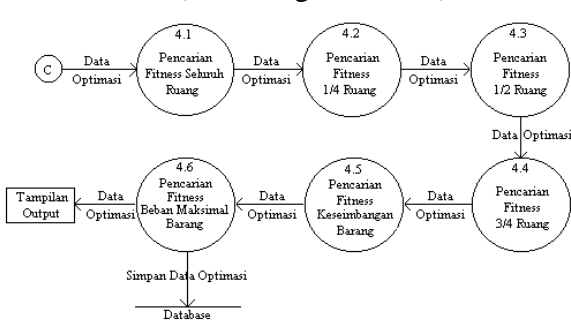 C
Data
Optimasi
4.1
Pencarian
Fitness Seluruh
Ruang
Data
Optimasi
4.2
Pencarian
Fitness
1/4 Ruang
Data
Optimasi
4.3
Pencarian
Fitness
1/2 Ruang
Data Optimasi
4.4
Pencarian
Fitness
3/4 Ruang
Data
Optimasi
4.5
Pencarian
Fitness
Keseimbangan
Barang
Data
Optimasi
4.6
Pencarian
Fitness
Beban Maksimal
Barang
Data
Optimasi
Tampilan
Output
Simpan Data Optimasi
Database